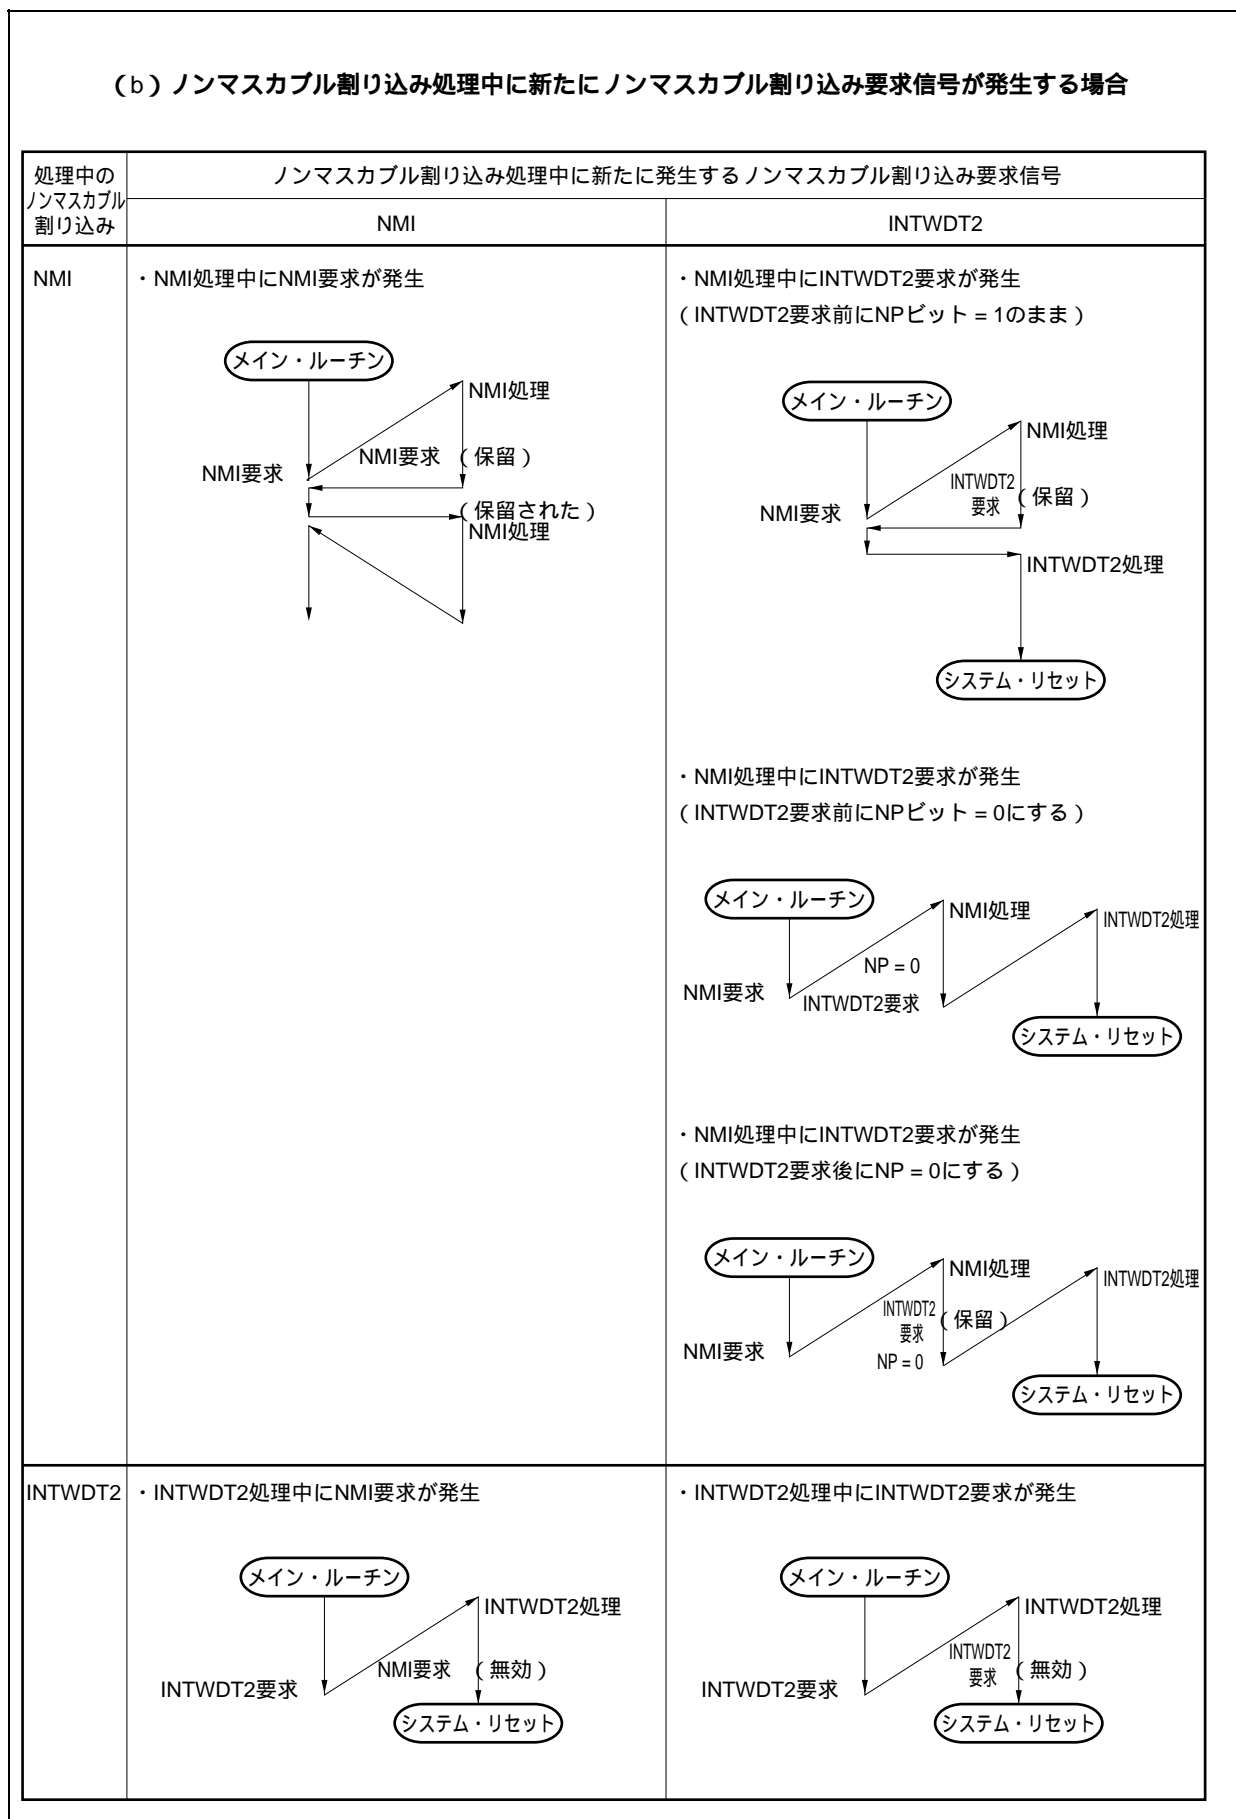 （b）ノンマスカブル割り込み処理中に新たにノンマスカブル割り込み要求信号が発生する場合
処理中の
ノンマスカブル
割り込み
ノンマスカブル割り込み処理中に新たに発生するノンマスカブル割り込み要求信号
NMI
INTWDT2
NMI
・NMI処理中にNMI要求が発生
メイン・ルーチン
NMI処理
NMI要求
NMI要求
（保留）
（保留された）
NMI処理
・NMI処理中にINTWDT2要求が発生
（INTWDT2要求前にNPビット = 1のまま）
メイン・ルーチン
NMI処理
INTWDT2
要求
（保留）
NMI要求
INTWDT2処理
システム・リセット
・NMI処理中にINTWDT2要求が発生
（INTWDT2要求前にNPビット = 0にする）
メイン・ルーチン
NMI処理
INTWDT2処理
NP = 0
NMI要求
INTWDT2要求
システム・リセット
・NMI処理中にINTWDT2要求が発生
（INTWDT2要求後にNP = 0にする）
メイン・ルーチン
NMI処理
INTWDT2処理
INTWDT2
要求
（保留）
NMI要求
NP = 0
システム・リセット
INTWDT2
・INTWDT2処理中にNMI要求が発生
メイン・ルーチン
INTWDT2処理
NMI要求
（無効）
INTWDT2要求
システム・リセット
・INTWDT2処理中にINTWDT2要求が発生
メイン・ルーチン
INTWDT2処理
INTWDT2
要求
（無効）
INTWDT2要求
システム・リセット